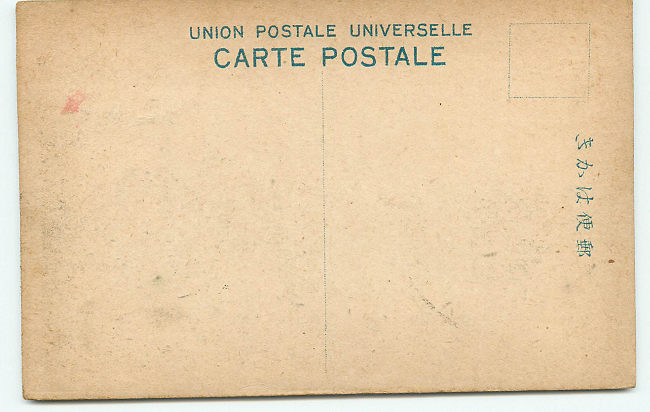 UNION POSTALE UNIVERSELLE
CARTE POSTALE
郵便はかき